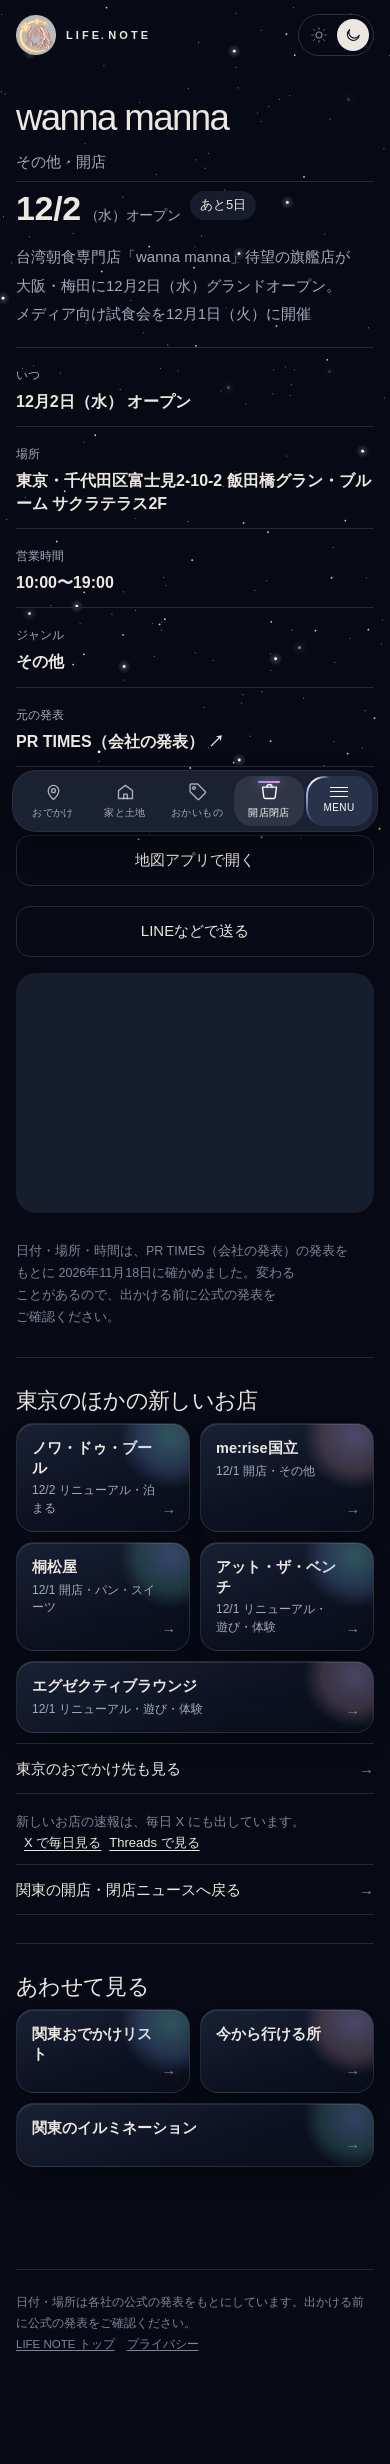 LIFE.NOTE
wanna manna
その他・開店
12/2 （水）オープン あと5日
台湾朝食専門店「wanna manna」待望の旗艦店が
大阪・梅田に12月2日（水）グランドオープン。
メディア向け試食会を12月1日（火）に開催
いつ
12月2日（水） オープン
場所
東京・千代田区富士見2-10-2 飯田橋グラン・ブル
ーム サクラテラス2F
営業時間
10:00〜19:00
ジャンル
その他
元の発表
PR TIMES（会社の発表） ↗
おでかけ
家と土地
おかいもの
開店閉店
MENU
地図アプリで開く
LINEなどで送る
日付・場所・時間は、PR TIMES（会社の発表）の発表を
もとに 2026年11月18日に確かめました。変わる
ことがあるので、出かける前に公式の発表を
ご確認ください。
東京のほかの新しいお店
ノワ・ドゥ・ブー
ル
12/2 リニューアル・泊
まる
→
me:rise国立
12/1 開店・その他
→
桐松屋
12/1 開店・パン・スイ
ーツ
→
アット・ザ・ベン
チ
12/1 リニューアル・
遊び・体験
→
エグゼクティブラウンジ
12/1 リニューアル・遊び・体験
→
東京のおでかけ先も見る →
新しいお店の速報は、毎日 X にも出しています。
X で毎日見る Threads で見る
関東の開店・閉店ニュースへ戻る →
あわせて見る
関東おでかけリス
ト
→
今から行ける所
→
関東のイルミネーション
→
日付・場所は各社の公式の発表をもとにしています。出かける前
に公式の発表をご確認ください。
LIFE NOTE トップ プライバシー